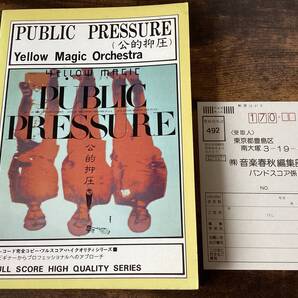 PUBLIC PRESSURE
(公的抑圧)
Yellow Magic Orchestra
YELLOW MAGIC
PUBLIC
PRESSURE
公的抑圧
レコード完全コピー・フルスコア・ハイクオリティシリーズ
ビギナーからプロフェッショナルへのアプローチ
FULL SCORE HIGH QUALITY SERIES
170
492
(受取人)
東京都豊島区
南大塚 3-19-
㈱音楽春秋編集部
バンドスコア係
NO.